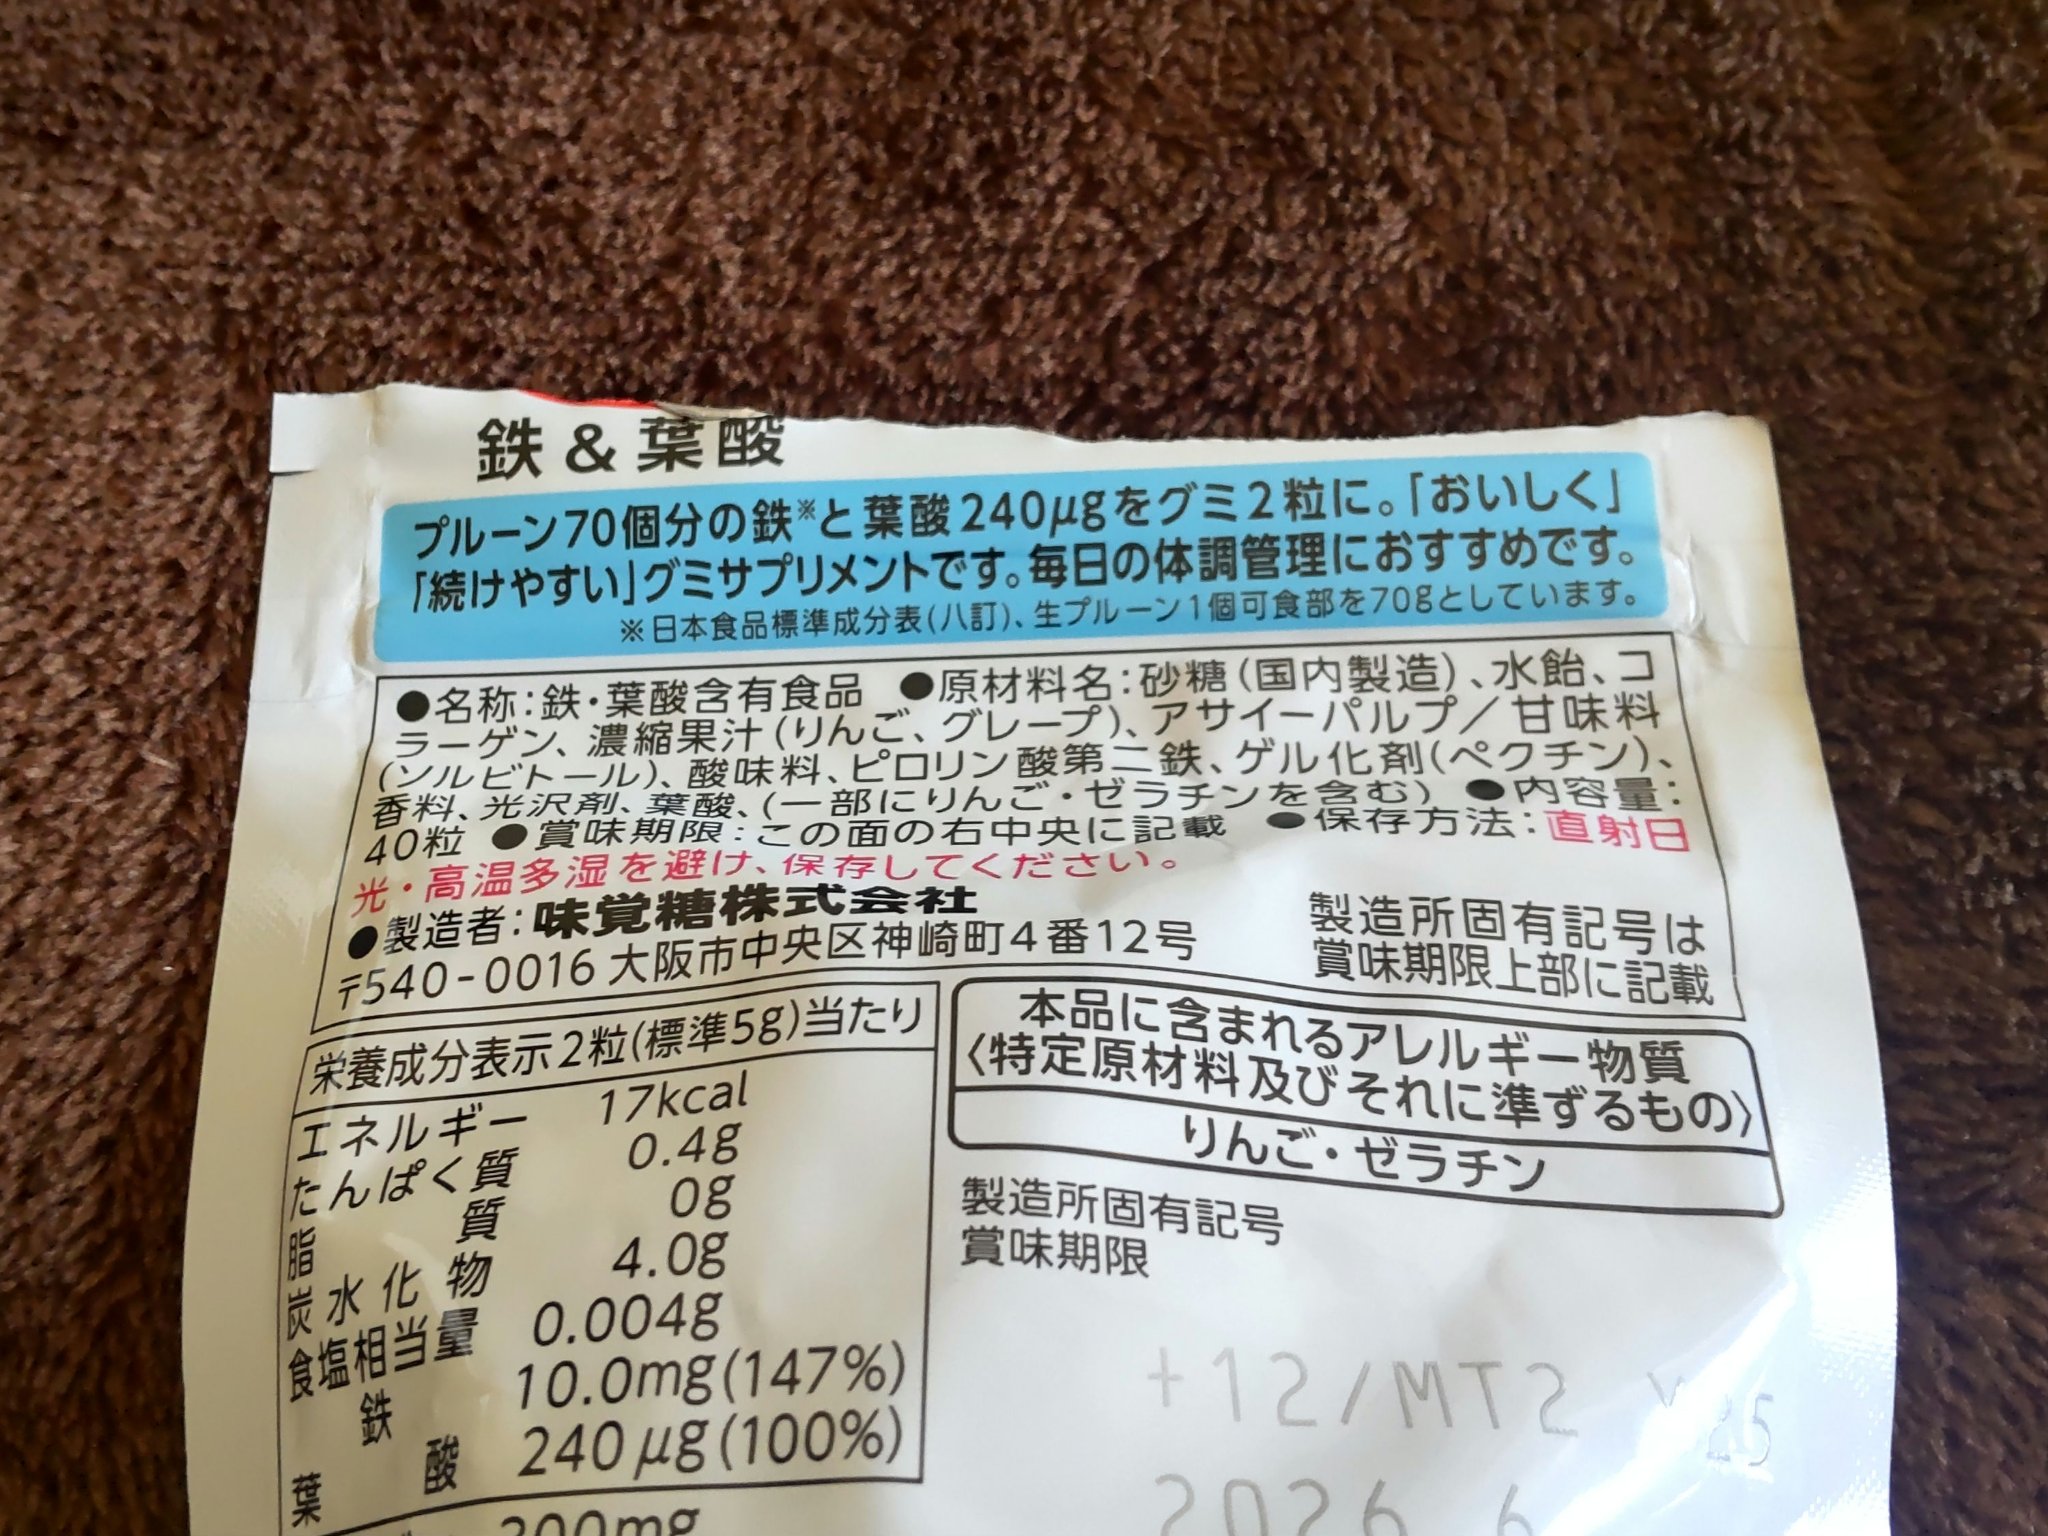 鉄&葉酸
プルーン70個分の鉄※と葉酸240μgをグミ2粒に。「おいしく」
「続けやすい」グミサプリメントです。毎日の体調管理におすすめです。
※日本食品標準成分表(八訂)、生プルーン1個可食部を70gとしています。
●名称:鉄・葉酸含有食品 ●原材料名:砂糖(国内製造)、水飴、コ
ラーゲン、濃縮果汁(りんご、グレープ)、アサイーパルプ/甘味料
(ソルビトール)、酸味料、ピロリン酸第二鉄、ゲル化剤(ペクチン)、
香料、光沢剤、葉酸、(一部にりんご・ゼラチンを含む) ●内容量:
40粒 ●賞味期限:この面の右中央に記載 ●保存方法:直射日
光・高温多湿を避け、保存してください。
●製造者:味覚糖株式会社
〒540-0016 大阪市中央区神崎町4番12号
製造所固有記号は
賞味期限上部に記載
栄養成分表示2粒(標準5g)当たり
エネルギー 17kcal
たんぱく質 0.4g
脂質 0g
炭水化物 4.0g
食塩相当量 0.004g
鉄 10.0mg(147%)
葉酸 240μg(100%)
200mg
本品に含まれるアレルギー物質
〈特定原材料及びそれに準ずるもの〉
りんご・ゼラチン
製造所固有記号
賞味期限
+12/MTS
2026. 6